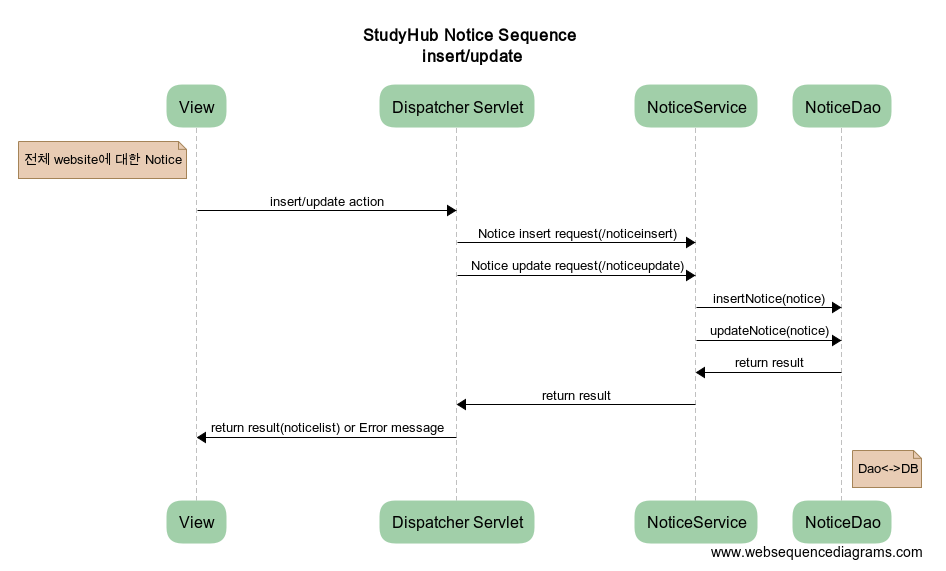 StudyHub Notice Sequence
insert/update
View
Dispatcher Servlet
NoticeService
NoticeDao
전체 website에 대한 Notice
insert/update action
Notice insert request(/noticeinsert)
Notice update request(/noticeupdate)
insertNotice(notice)
updateNotice(notice)
return result
return result
return result(noticelist) or Error message
Dao<->DB
View
Dispatcher Servlet
NoticeService
NoticeDao
www.websequencediagrams.com